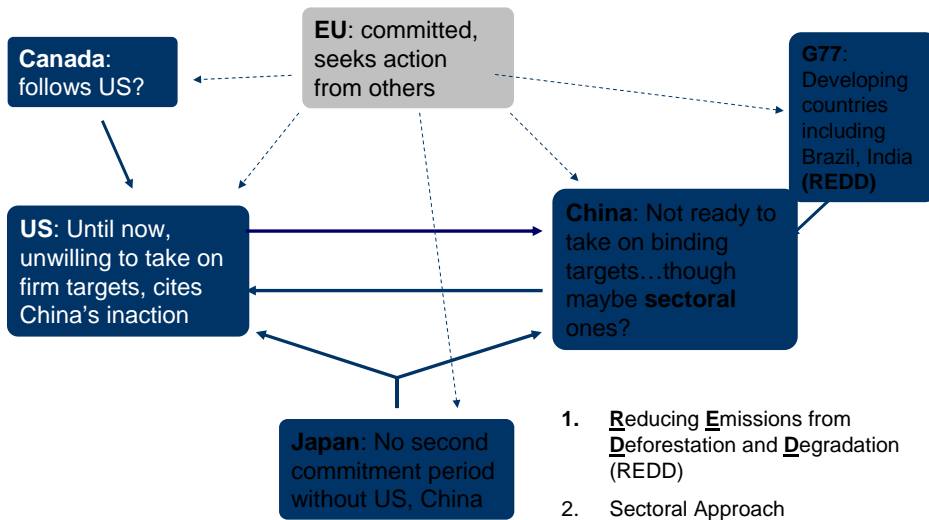 EU: committed,
seeks action
from others
Canada:
follows US?
G77:
Developing
countries
including
Brazil, India
(REDD)
US: Until now,
unwilling to take on
firm targets, cites
China's inaction
China: Not ready to
take on binding
targets…though
maybe sectoral
ones?
Japan: No second
commitment period
without US, China
1. Reducing Emissions from
Deforestation and Degradation
(REDD)
2. Sectoral Approach